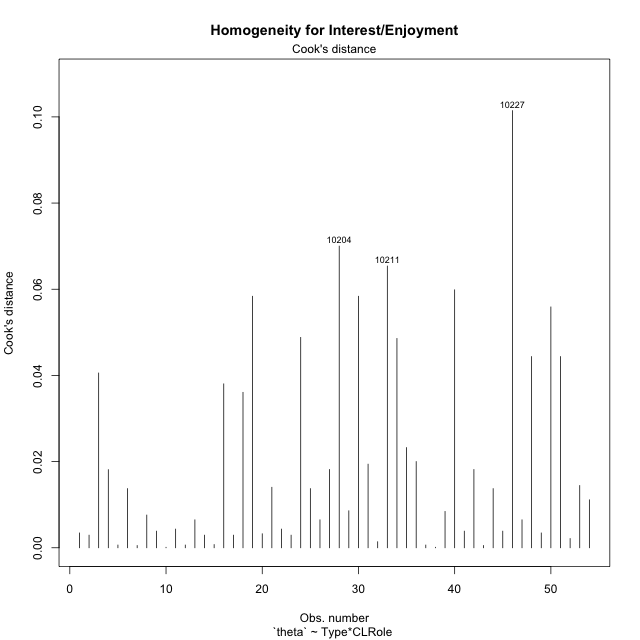 Homogeneity for Interest/Enjoyment
Cook's distance
10227
10204
10211
Cook's distance
0.10
0.08
0.06
0.04
0.02
0.00
0 10 20 30 40 50
Obs. number
`theta` ~ Type*CLRole